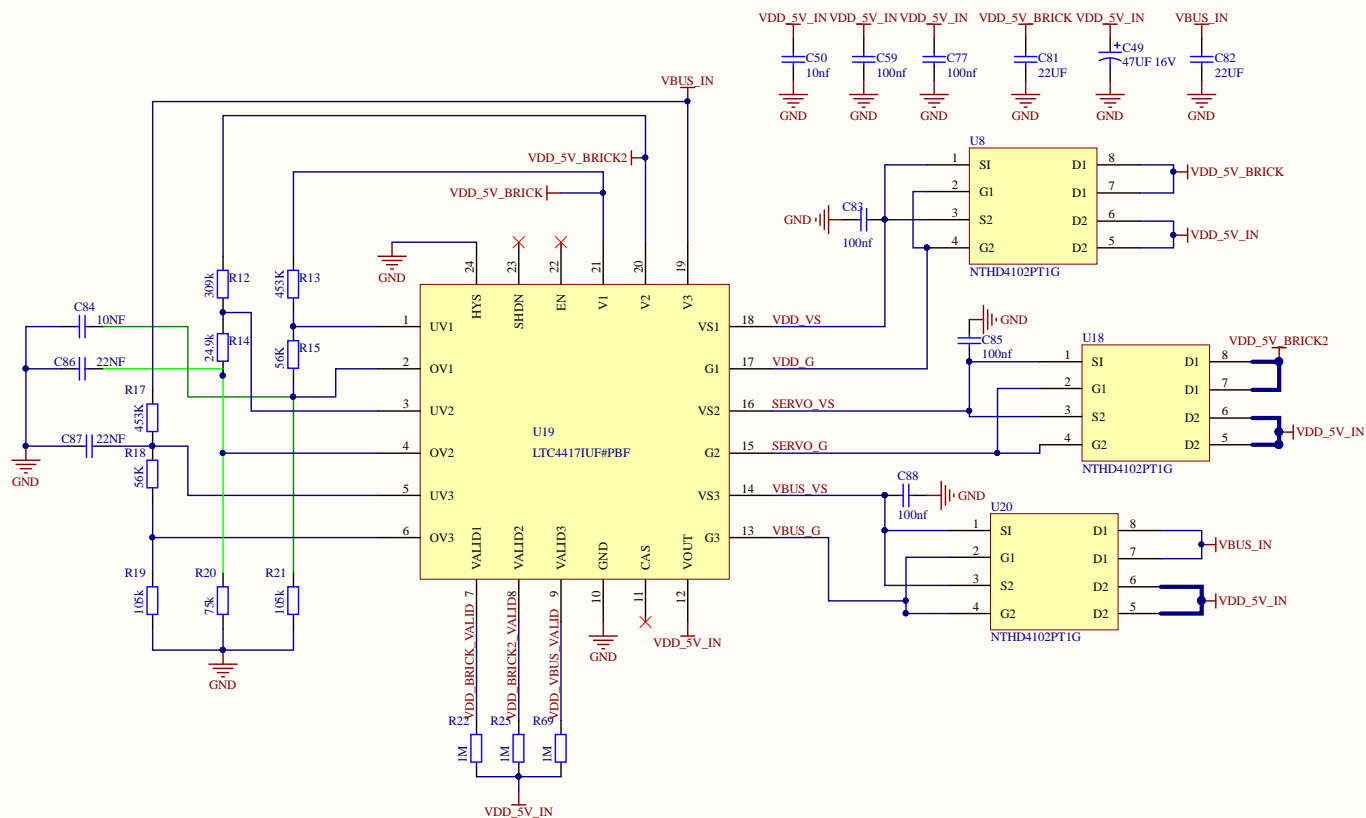 VDD_5V_IN VDD_5V_IN VDD_5V_IN VDD_5V_BRICK VDD_5V_IN VBUS_IN
C50 C59 C77 C81 C49 C82
10nf 100nf 100nf 22UF + 47UF 16V 22UF
GND GND GND GND GND GND
VBUS_IN
VDD_5V_BRICK2
VDD_5V_BRICK
U8
1 SI D1 8 VDD_5V_BRICK
2 G1 D1 7
3 S2 D2 6 VDD_5V_IN
4 G2 D2 5
NTHD4102PT1G
GND C83
100nf
GND
24 23 22 21 20 19
HYS SHDN EN V1 V2 V3
R12 309k
R13 453K
R14 24.9k
R15 56K
C84 10NF
C86 22NF
R17 453K
C87 22NF
R18 56K
GND
R19 105k
R20 75k
R21 105k
GND
1 UV1
2 OV1
3 UV2
4 OV2
5 UV3
6 OV3
U19
LTC4417IUF#PBF
VS1 18 VDD_VS
G1 17 VDD_G
VS2 16 SERVO_VS
G2 15 SERVO_G
VS3 14 VBUS_VS
G3 13 VBUS_G
VALID1 VALID2 VALID3 GND CAS VOUT
7 8 9 10 11 12
VDD_BRICK_VALID
VDD_BRICK2_VALID
VDD_VBUS_VALID
GND
VDD_5V_IN
R22 R25 R69
1M 1M 1M
VDD_5V_IN
GND
C85
100nf
U18
VDD_5V_BRICK2
1 SI D1 8
2 G1 D1 7
3 S2 D2 6 VDD_5V_IN
4 G2 D2 5
NTHD4102PT1G
C88
100nf
GND
U20
1 SI D1 8 VBUS_IN
2 G1 D1 7
3 S2 D2 6 VDD_5V_IN
4 G2 D2 5
NTHD4102PT1G